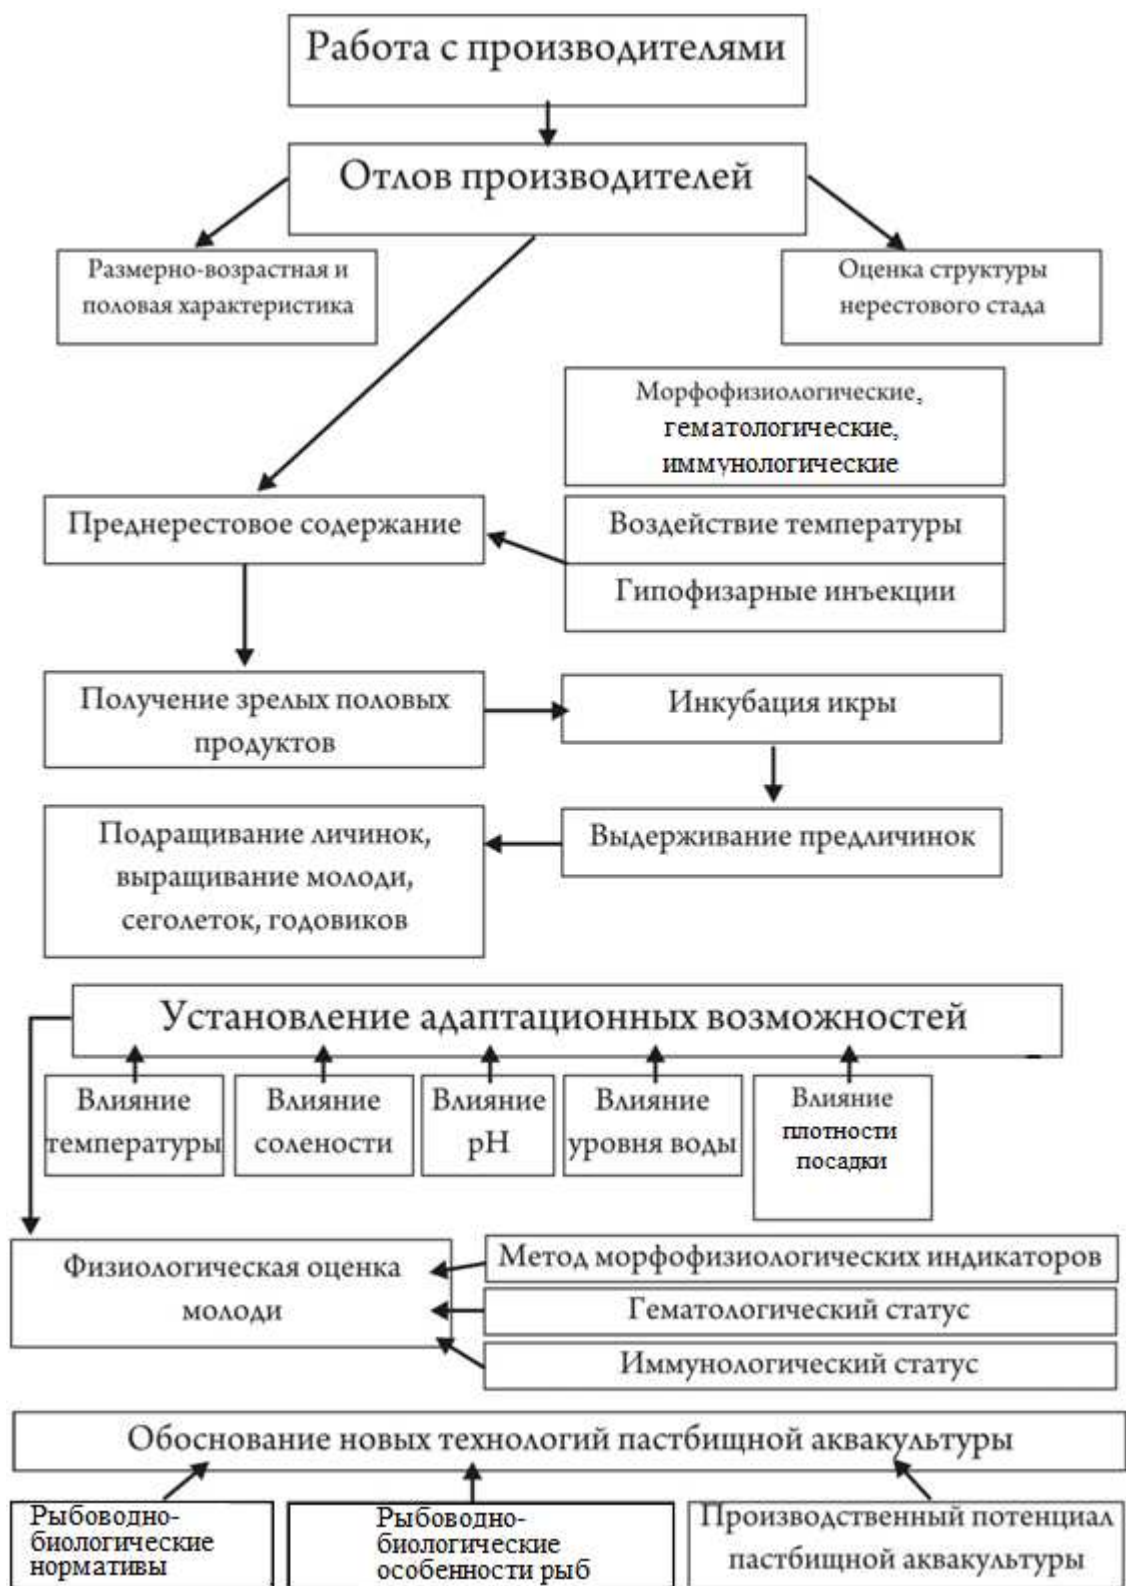 Работа с производителями
Отлов производителей
Размерно-возрастная и
половая характеристика
Оценка структуры
нерестового стада
Морфофизиологические,
гематологические,
иммунологические
Преднерестовое содержание
Воздействие температуры
Гипофизарные инъекции
Получение зрелых половых
продуктов
Инкубация икры
Подращивание личинок,
выращивание молоди,
сеголеток, годовиков
Выдерживание предличинок
Установление адаптационных возможностей
Влияние
температуры
Влияние
солености
Влияние
pH
Влияние
уровня воды
Влияние
плотности
посадки
Физиологическая оценка
молоди
Метод морфофизиологических индикаторов
Гематологический статус
Иммунологический статус
Обоснование новых технологий пастбищной аквакультуры
Рыбоводно-
биологические
нормативы
Рыбоводно-
биологические
особенности рыб
Производственный потенциал
пастбищной аквакультуры